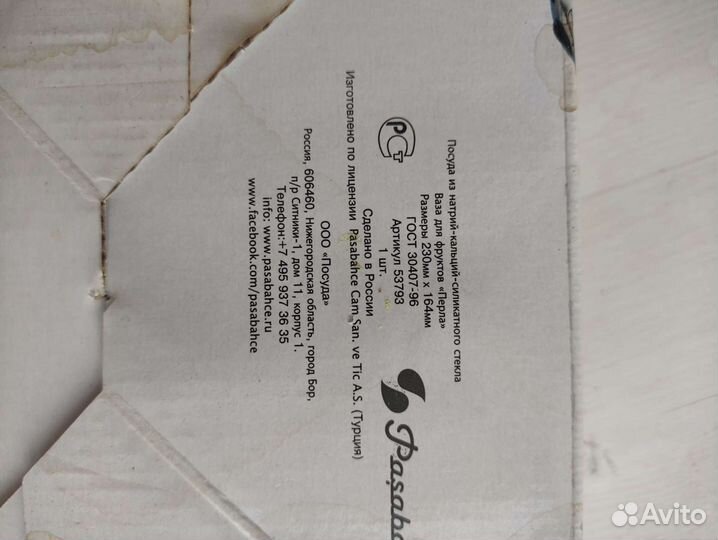 Посуда из натрий-кальций-силикатного стекла
Ваза для фруктов «Перла»
Размеры 230мм x 164мм
ГОСТ 30407-96
Артикул 53793
1 шт.
Сделано в России
Изготовлено по лицензии Pasabahce Cam San. ve Tic A.S. (Турция)
ООО «Посуда»
Россия, 606460, Нижегородская область, город Бор,
п/р Ситники-1, дом 11, корпус 1.
Телефон:+7 495 937 36 35
info: www.pasabahce.ru
www.facebook.com/pasabahce
РСТ
Paşaba
Avito